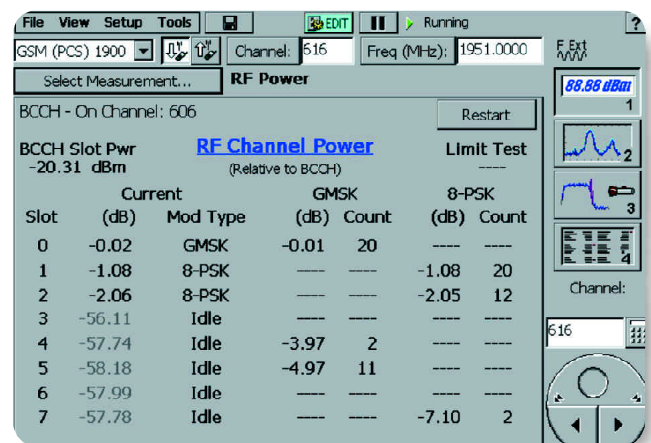 File View Setup Tools EDIT Running ?
GSM (PCS) 1900 Channel: 616 Freq (MHz): 1951.0000 F Ext
Select Measurement... RF Power
88.88 dBm
1
BCCH - On Channel: 606 Restart
BCCH Slot Pwr RF Channel Power Limit Test
-20.31 dBm (Relative to BCCH) ----
2
Current GMSK 8-PSK
Slot (dB) Mod Type (dB) Count (dB) Count
3
0 -0.02 GMSK -0.01 20 ---- ----
1 -1.08 8-PSK ---- ---- -1.08 20
4
2 -2.06 8-PSK ---- ---- -2.05 12
Channel:
3 -56.11 Idle ---- ---- ---- ----
616
4 -57.74 Idle -3.97 2 ---- ----
5 -58.18 Idle -4.97 11 ---- ----
6 -57.99 Idle ---- ---- ---- ----
7 -57.78 Idle ---- ---- -7.10 2